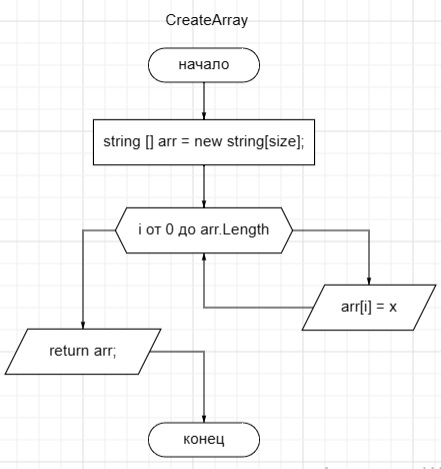 CreateArray
начало
string [] arr = new string[size];
i от 0 до arr.Length
arr[i] = x
return arr;
конец